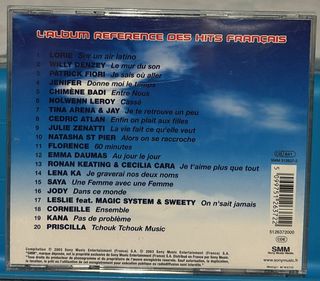 L'ALBUM REFERENCE DES HITS FRANÇAIS
1 LORIE Sur un air latino
2 WILLY DENZEY Le mur du son
3 PATRICK FIORI Je sais où aller
4 JENIFER Donne moi le temps
5 CHIMÈNE BADI Entre Nous
6 NOLWENN LEROY Cassé
7 TINA ARENA & JAY Je te retrouve un peu
8 CEDRIC ATLAN Enfin on plait aux filles
9 JULIE ZENATTI La vie fait ce qu'elle veut
10 NATASHA ST PIER Alors on se raccroche
11 FLORENCE 60 minutes
12 EMMA DAUMAS Au jour le jour
13 RONAN KEATING & CECILIA CARA Je t'aime plus que tout
14 LENA KA Je graverai nos deux noms
15 SAYA Une Femme avec une Femme
16 JODY Dans ce monde
17 LESLIE feat. MAGIC SYSTEM & SWEETY On n'sait jamais
18 CORNEILLE Ensemble
19 KANA Pas de problème
20 PRISCILLA Tchouk Tchouk Music
5126372000
SMM
Sony Music Media
www.sonymusic.fr